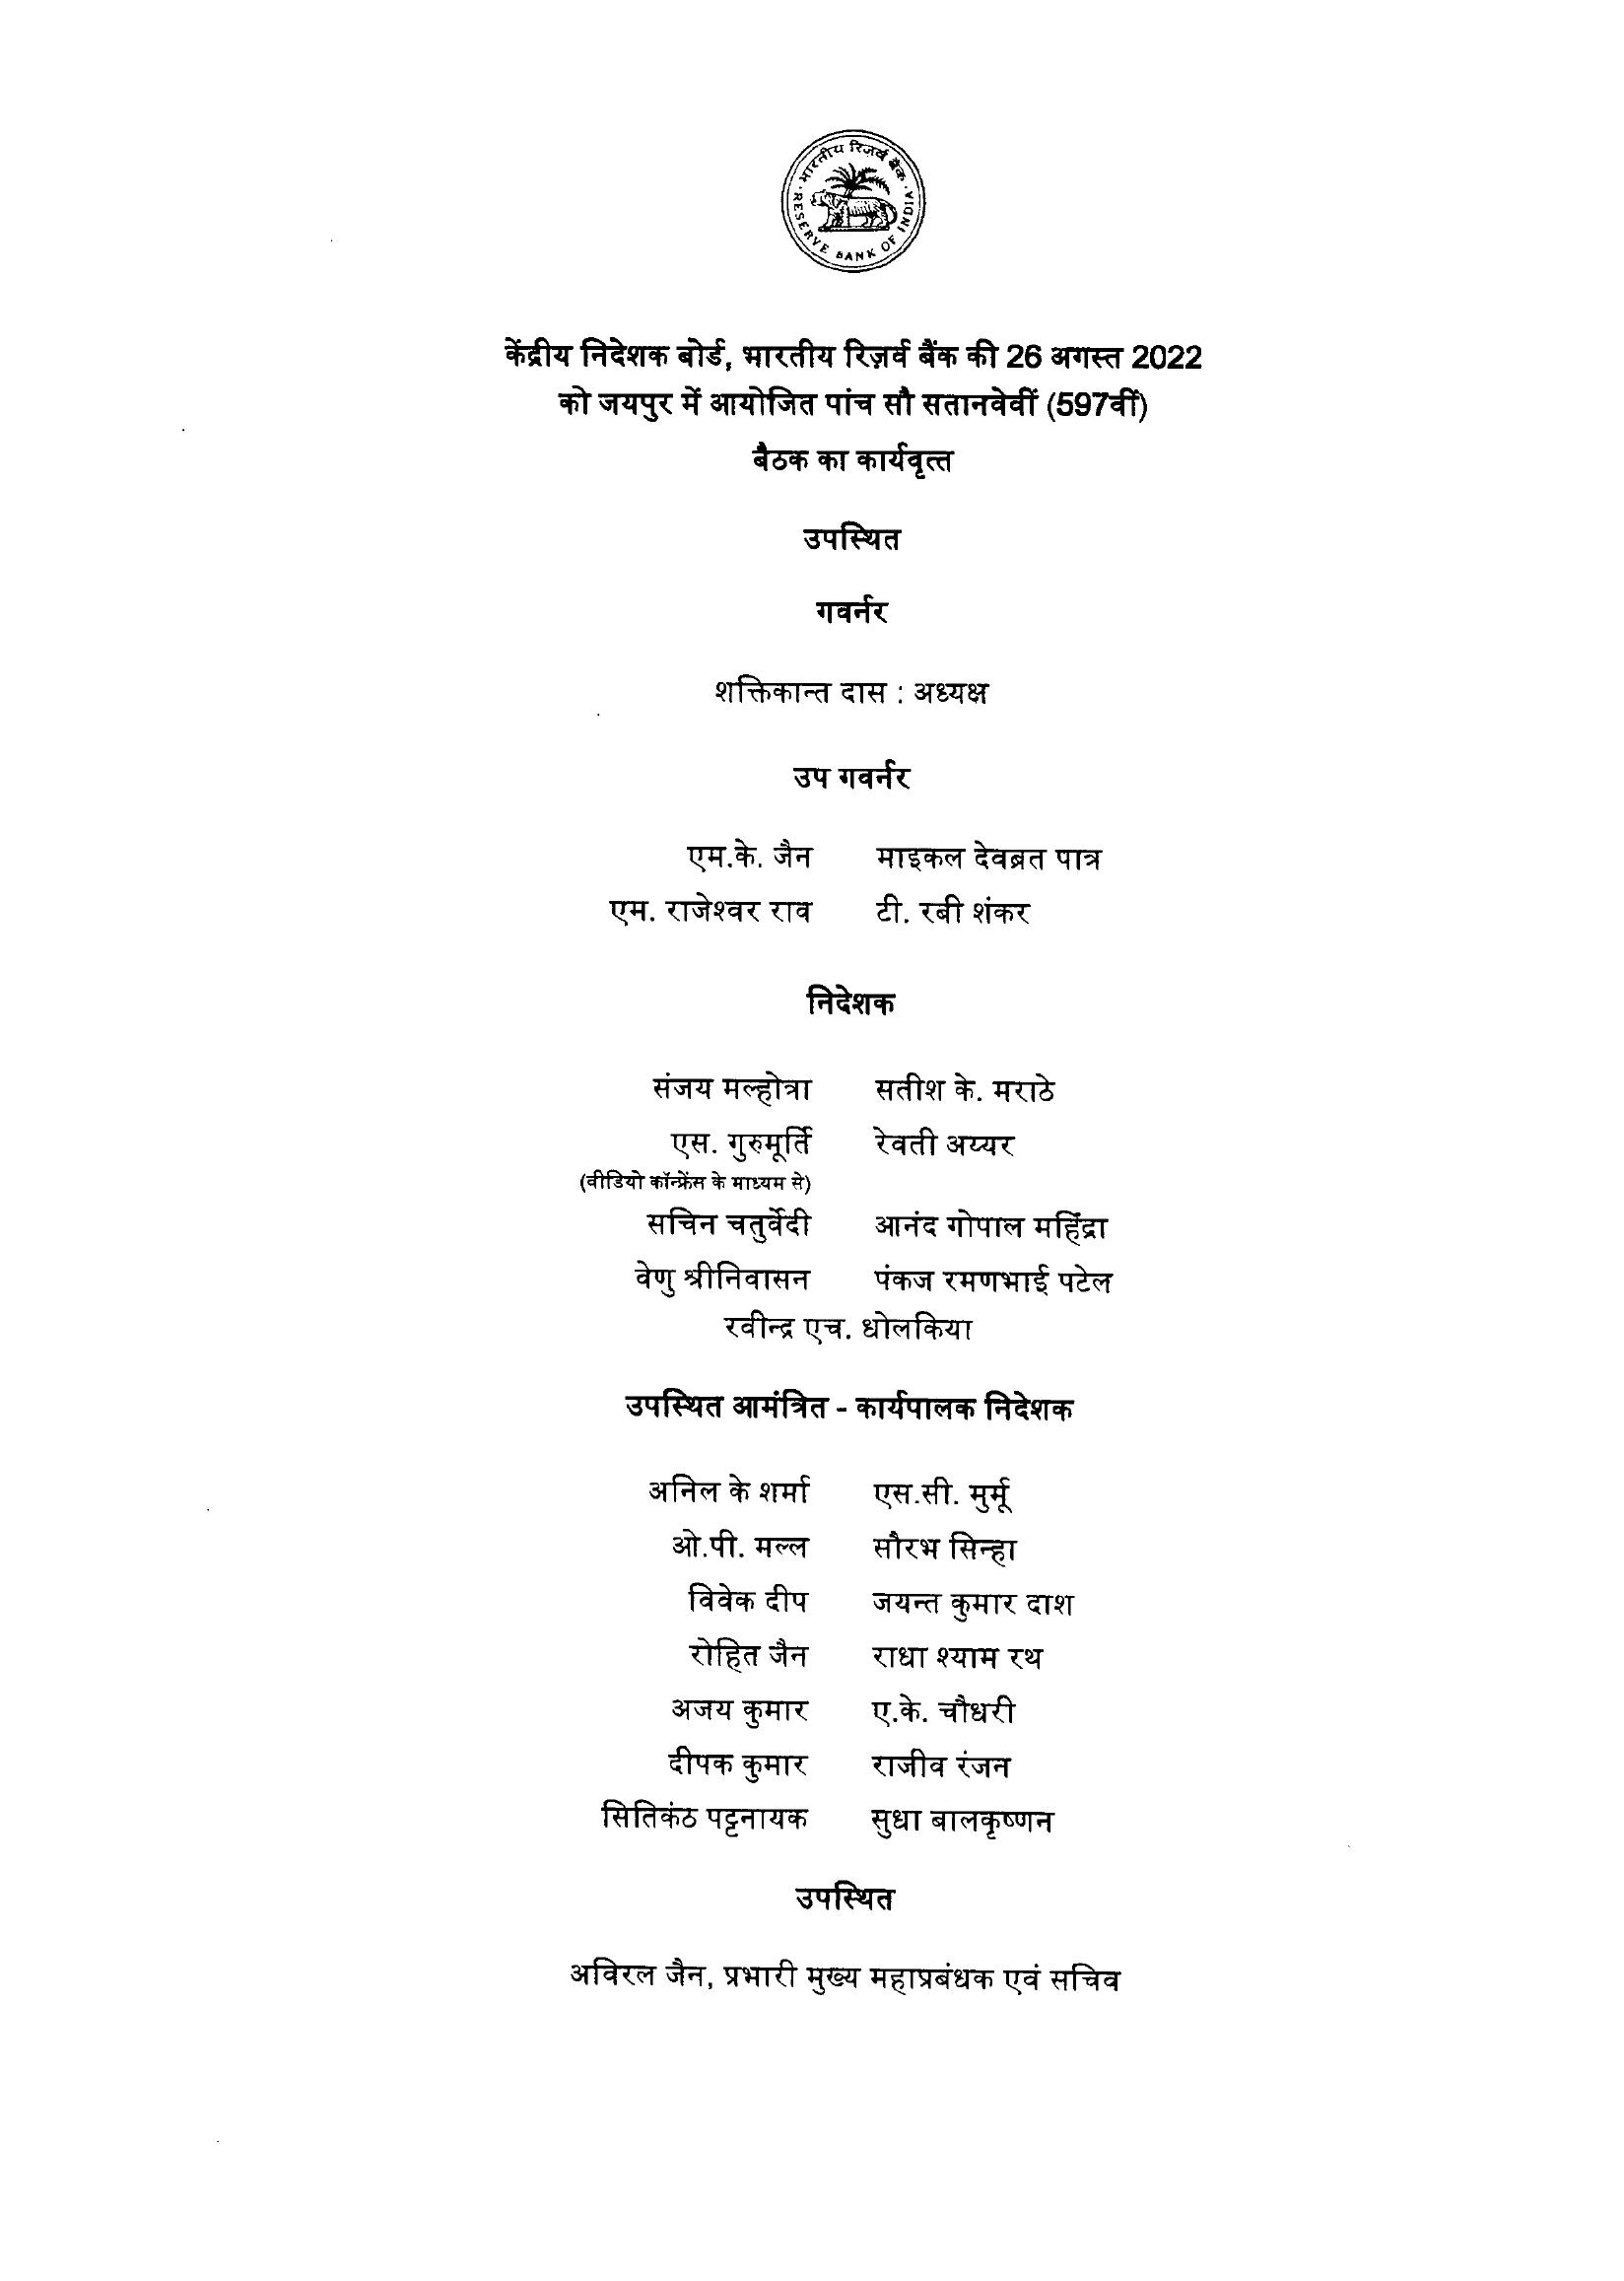 भारतीय रिज़र्व बैंक
RESERVE BANK OF INDIA
केंद्रीय निदेशक बोर्ड, भारतीय रिज़र्व बैंक की 26 अगस्त 2022
को जयपुर में आयोजित पांच सौ सतानवेवीं (597वीं)
बैठक का कार्यवृत्त
उपस्थित
गवर्नर
शक्तिकान्त दास : अध्यक्ष
उप गवर्नर
एम.के. जैन माइकल देवब्रत पात्र
एम. राजेश्वर राव टी. रबी शंकर
निदेशक
संजय मल्होत्रा सतीश के. मराठे
एस. गुरुमूर्ति रेवती अय्यर
(वीडियो कॉन्फ्रेंस के माध्यम से)
सचिन चतुर्वेदी आनंद गोपाल महिंद्रा
वेणु श्रीनिवासन पंकज रमणभाई पटेल
रवीन्द्र एच. धोलकिया
उपस्थित आमंत्रित - कार्यपालक निदेशक
अनिल के शर्मा एस.सी. मुर्मू
ओ.पी. मल्ल सौरभ सिन्हा
विवेक दीप जयन्त कुमार दाश
रोहित जैन राधा श्याम रथ
अजय कुमार ए.के. चौधरी
दीपक कुमार राजीव रंजन
सितिकंठ पट्टनायक सुधा बालकृष्णन
उपस्थित
अविरल जैन, प्रभारी मुख्य महाप्रबंधक एवं सचिव